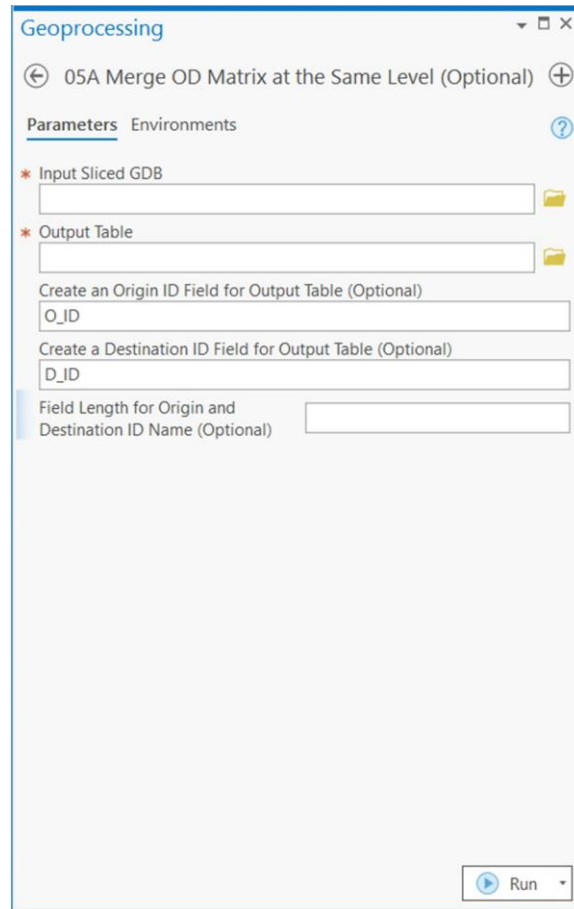 Geoprocessing
05A Merge OD Matrix at the Same Level (Optional)
Parameters Environments
* Input Sliced GDB
* Output Table
Create an Origin ID Field for Output Table (Optional)
O_ID
Create a Destination ID Field for Output Table (Optional)
D_ID
Field Length for Origin and
Destination ID Name (Optional)
Run